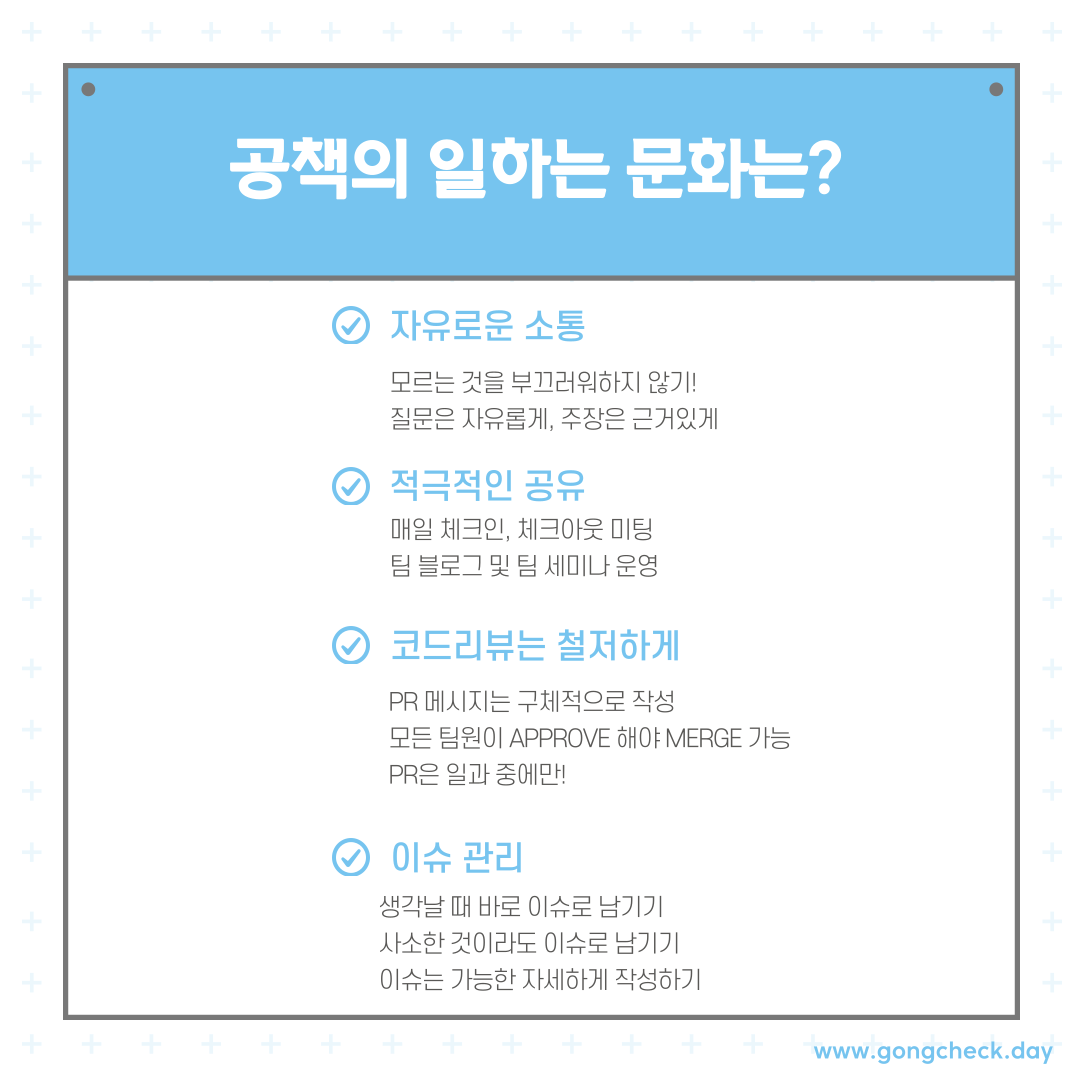 공책의 일하는 문화는?
자유로운 소통
모르는 것을 부끄러워하지 않기!
질문은 자유롭게, 주장은 근거있게
적극적인 공유
매일 체크인, 체크아웃 미팅
팀 블로그 및 팀 세미나 운영
코드리뷰는 철저하게
PR 메시지는 구체적으로 작성
모든 팀원이 APPROVE 해야 MERGE 가능
PR은 일과 중에만!
이슈 관리
생각날 때 바로 이슈로 남기기
사소한 것이라도 이슈로 남기기
이슈는 가능한 자세하게 작성하기
www.gongcheck.day